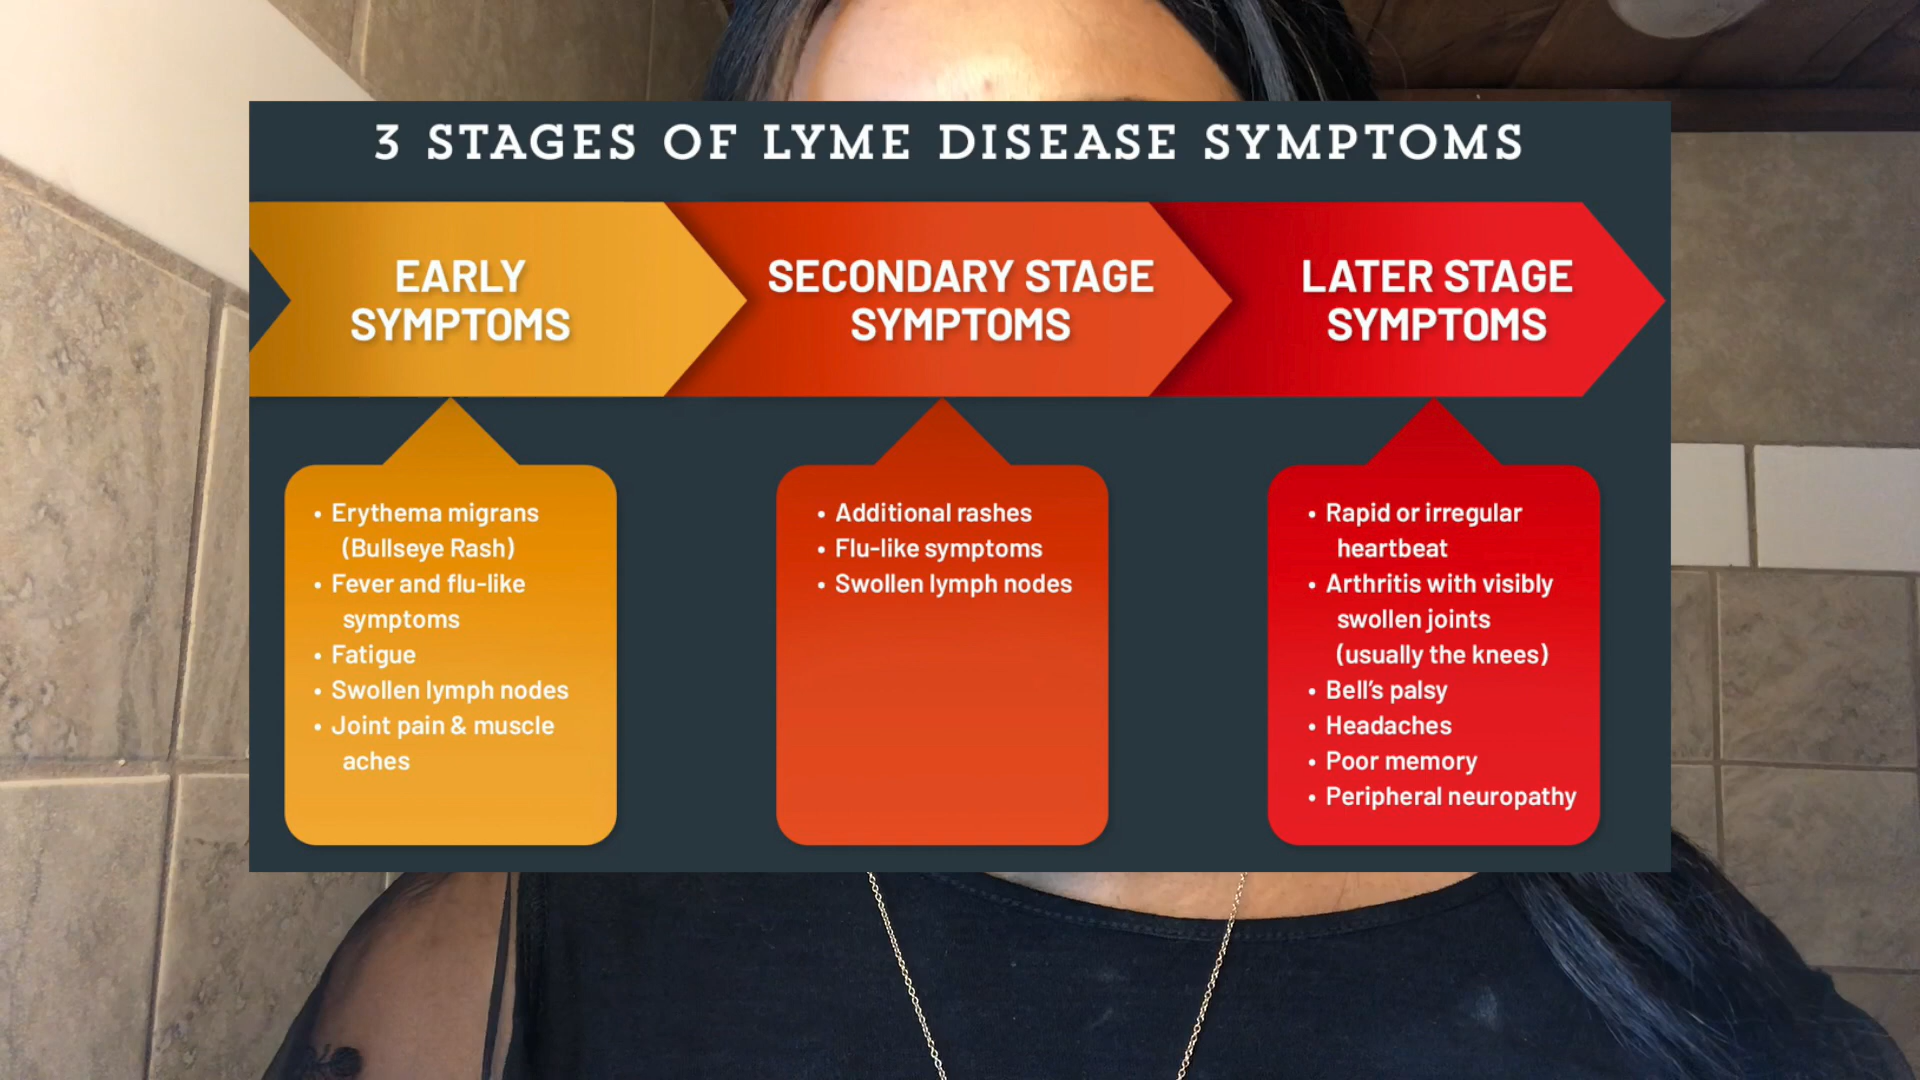 3 STAGES OF LYME DISEASE SYMPTOMS
EARLY
SYMPTOMS
SECONDARY STAGE
SYMPTOMS
LATER STAGE
SYMPTOMS
• Erythema migrans
(Bullseye Rash)
• Fever and flu-like
symptoms
• Fatigue
• Swollen lymph nodes
• Joint pain & muscle
aches
• Additional rashes
• Flu-like symptoms
• Swollen lymph nodes
• Rapid or irregular
heartbeat
• Arthritis with visibly
swollen joints
(usually the knees)
• Bell’s palsy
• Headaches
• Poor memory
• Peripheral neuropathy